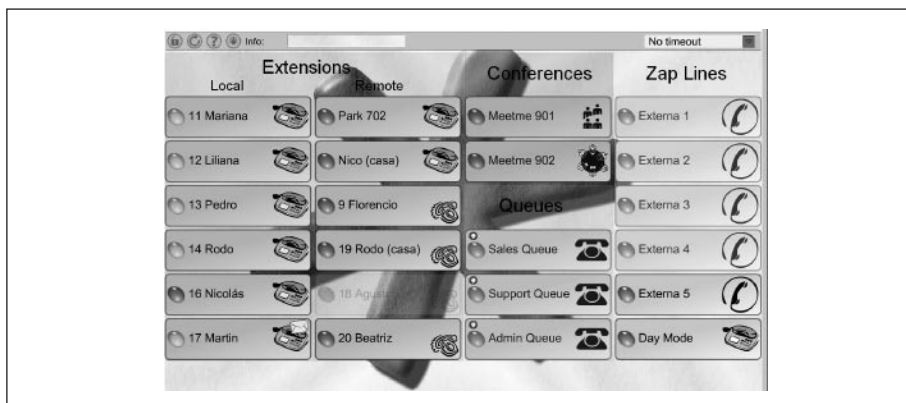 Info:
No timeout
Extensions
Local
Remote
Conferences
Zap Lines
11 Mariana
Park 702
Meetme 901
Externa 1
12 Liliana
Nico (casa)
Meetme 902
Externa 2
13 Pedro
9 Florencio
Queues
Externa 3
14 Rodo
19 Rodo (casa)
Sales Queue
Externa 4
16 Nicolás
18
Support Queue
Externa 5
17 Martin
20 Beatriz
Admin Queue
Day Mode